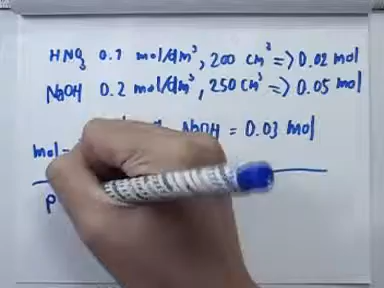 HNO₃ 0.1 mol/dm³, 200 cm³ => 0.02 mol
NaOH 0.2 mol/dm³, 250 cm³ => 0.05 mol
NaOH = 0.03 mol
mol =
P